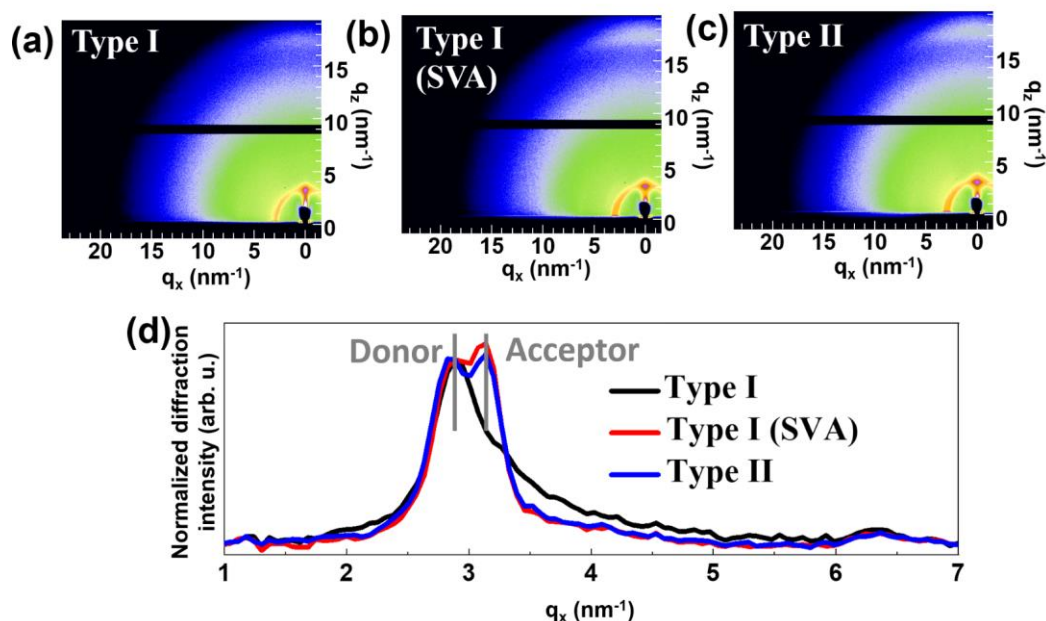 (a) Type I
15
10
5
0
qz (nm-1)
20 15 10 5 0
qx (nm-1)
(b) Type I
(SVA)
15
10
5
0
qz (nm-1)
20 15 10 5 0
qx (nm-1)
(c) Type II
15
10
5
0
qz (nm-1)
20 15 10 5 0
qx (nm-1)
(d)
Normalized diffraction
intensity (arb. u.)
Donor Acceptor
Type I
Type I (SVA)
Type II
1 2 3 4 5 6 7
qx (nm-1)